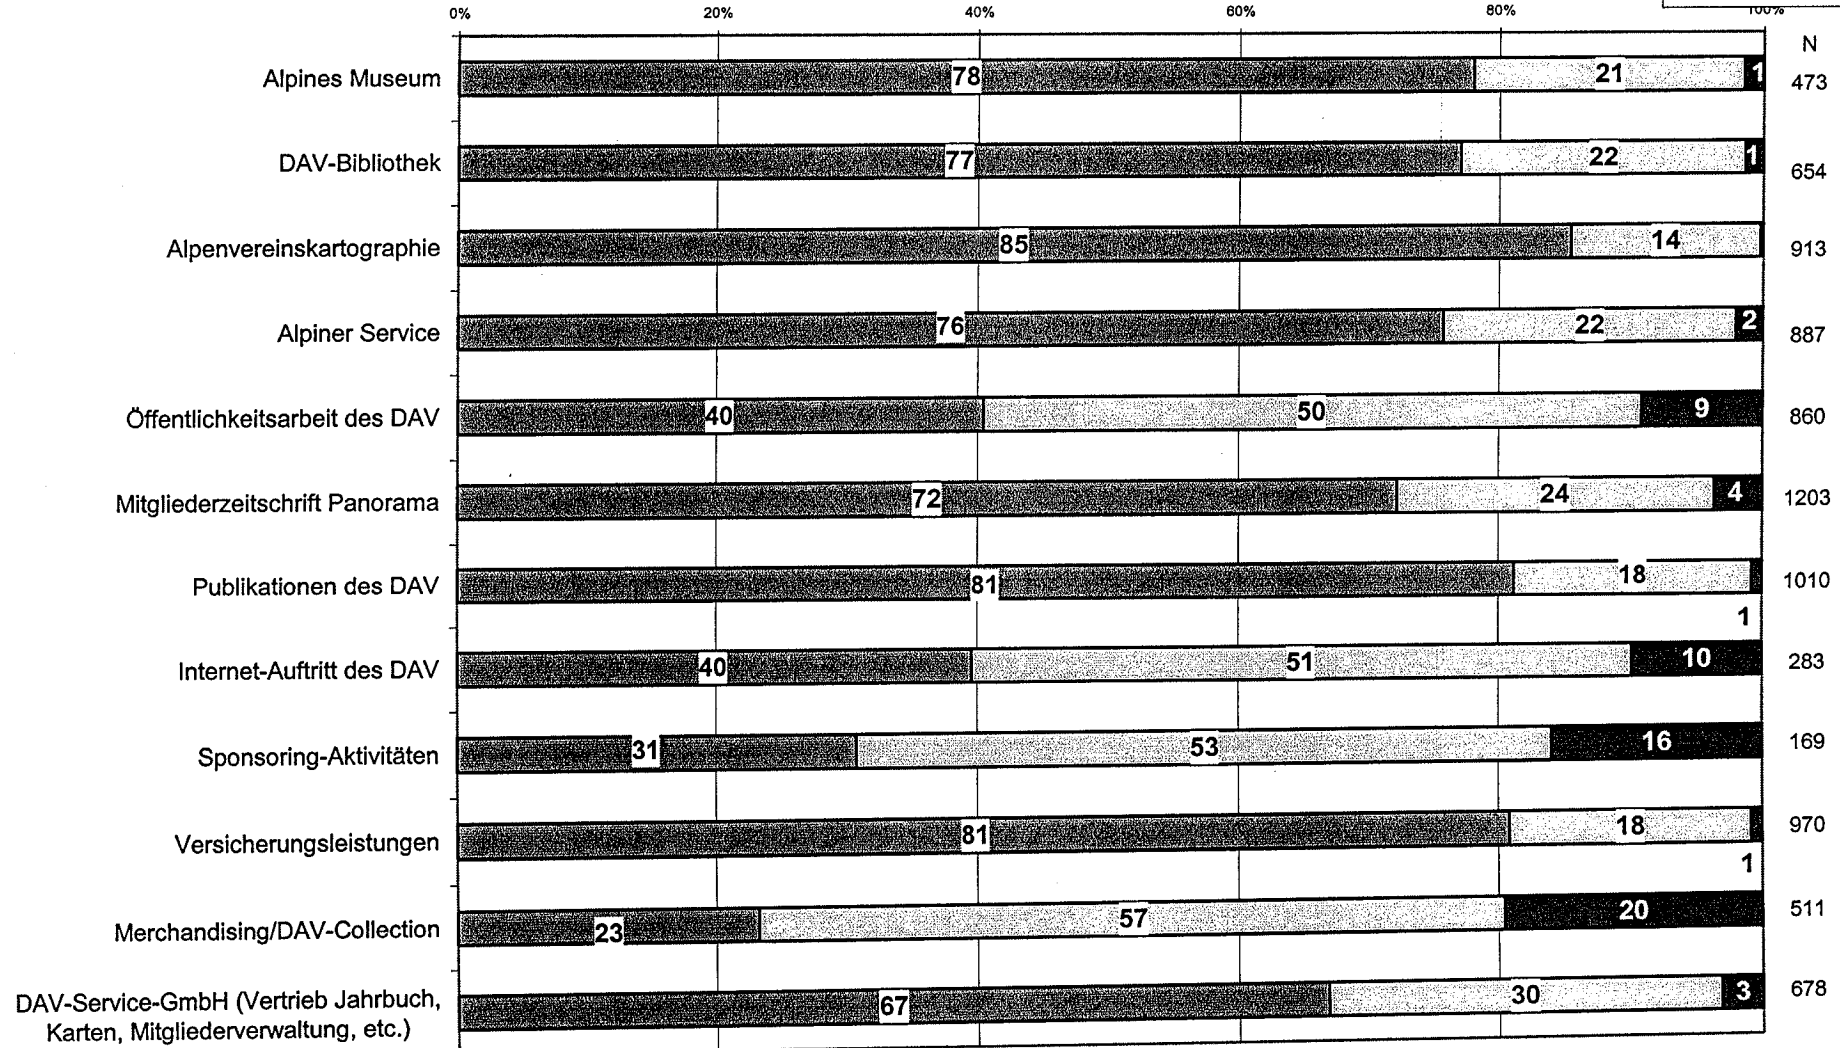 0% 20% 40% 60% 80% 100%
N
Alpines Museum 78 21 1 473
DAV-Bibliothek 77 22 1 654
Alpenvereinskartographie 85 14 913
Alpiner Service 76 22 2 887
Öffentlichkeitsarbeit des DAV 40 50 9 860
Mitgliederzeitschrift Panorama 72 24 4 1203
Publikationen des DAV 81 18 1010
1
Internet-Auftritt des DAV 40 51 10 283
Sponsoring-Aktivitäten 31 53 16 169
Versicherungsleistungen 81 18 970
1
Merchandising/DAV-Collection 23 57 20 511
DAV-Service-GmbH (Vertrieb Jahrbuch, 67 30 3 678
Karten, Mitgliederverwaltung, etc.)